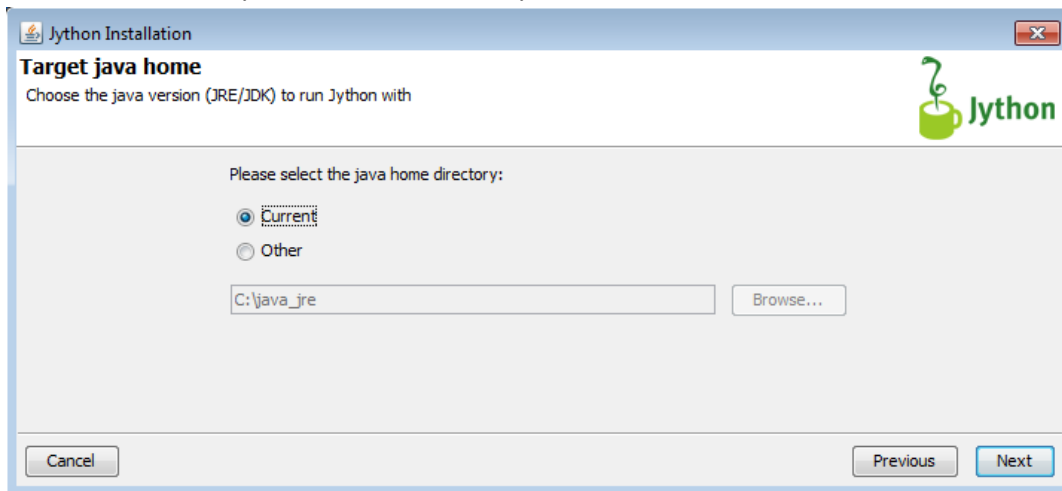 Jython Installation
Target java home
Choose the java version (JRE/JDK) to run Jython with
Jython
Please select the java home directory:
Current
Other
C:\java_jre
Browse...
Cancel
Previous
Next